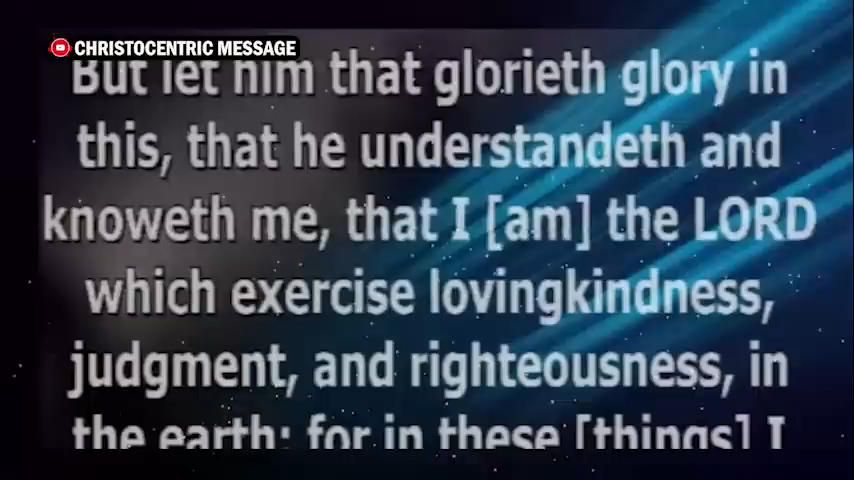 CHRISTOCENTRIC MESSAGE
But let him that glorieth glory in
this, that he understandeth and
knoweth me, that I [am] the LORD
which exercise lovingkindness,
judgment, and righteousness, in
the earth: for in these [things] I